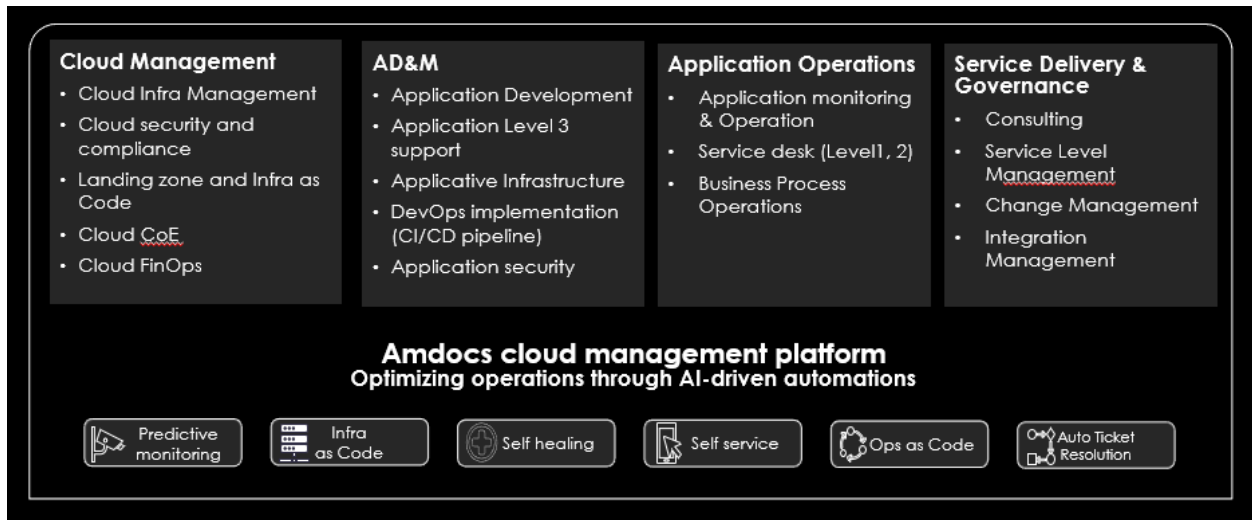 Cloud Management
• Cloud Infra Management
• Cloud security and
compliance
• Landing zone and Infra as
Code
• Cloud CoE
• Cloud FinOps
AD&M
• Application Development
• Application Level 3
support
• Applicative Infrastructure
• DevOps implementation
(CI/CD pipeline)
• Application security
Application Operations
• Application monitoring
& Operation
• Service desk (Level1, 2)
• Business Process
Operations
Service Delivery &
Governance
• Consulting
• Service Level
Management
• Change Management
• Integration
Management
Amdocs cloud management platform
Optimizing operations through AI-driven automations
Predictive
monitoring
Infra
as Code
Self healing
Self service
Ops as Code
Auto Ticket
Resolution